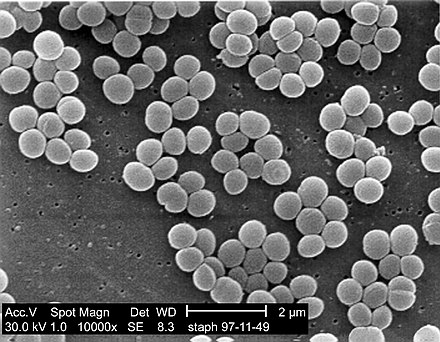 Acc.V Spot Magn Det WD 2 µm
30.0 kV 1.0 10000x SE 8.3 staph 97-11-49